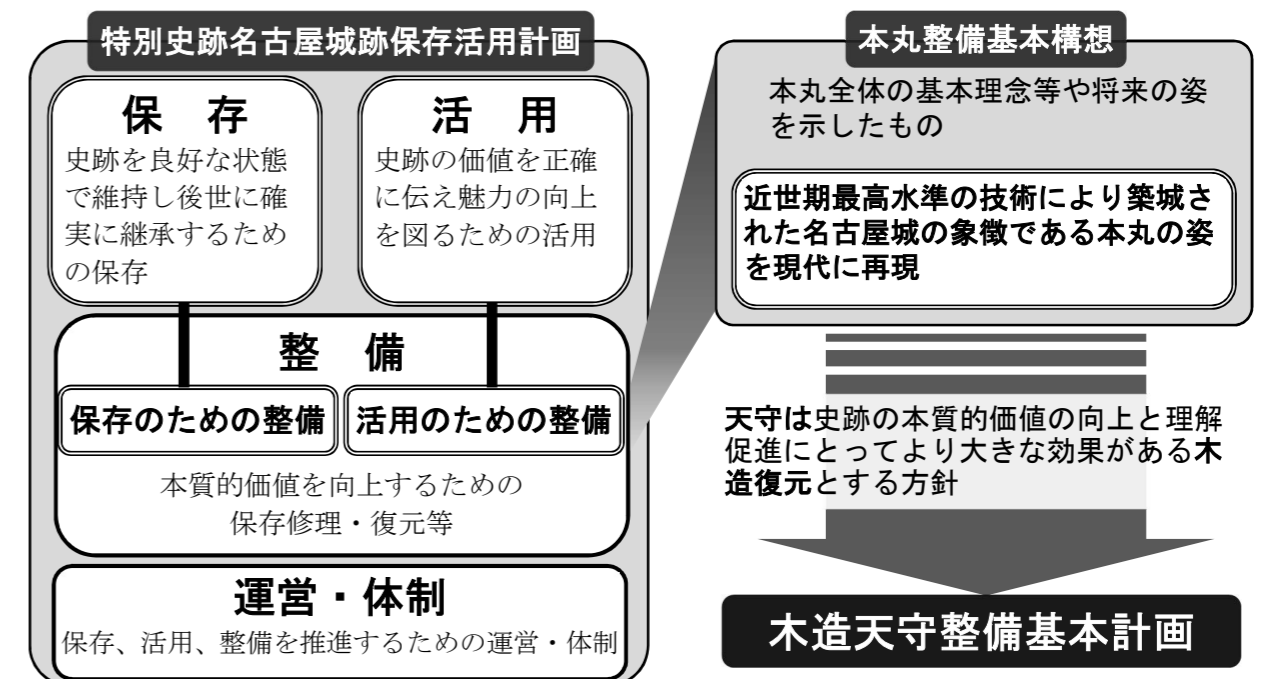 特別史跡名古屋城跡保存活用計画
保 存
史跡を良好な状態
で維持し後世に確
実に継承するため
の保存
活 用
史跡の価値を正確
に伝え魅力の向上
を図るための活用
整 備
保存のための整備
活用のための整備
本質的価値を向上するための
保存修理・復元等
運営・体制
保存、活用、整備を推進するための運営・体制
本丸整備基本構想
本丸全体の基本理念等や将来の姿
を示したもの
近世期最高水準の技術により築城さ
れた名古屋城の象徴である本丸の姿
を現代に再現
天守は史跡の本質的価値の向上と理解
促進にとってより大きな効果がある木
造復元とする方針
木造天守整備基本計画